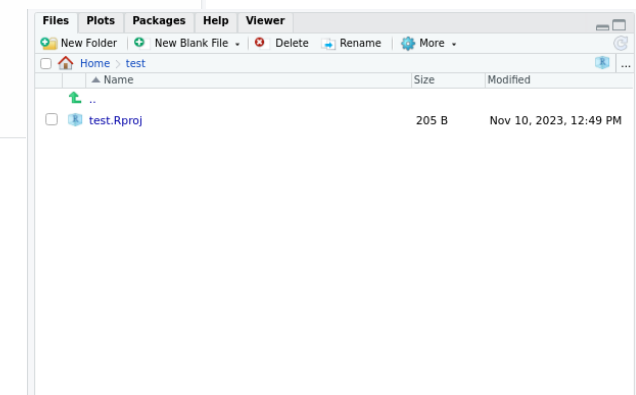 Files Plots Packages Help Viewer
New Folder New Blank File Delete Rename More
Home test ...
Name Size Modified
..
test.Rproj 205 B Nov 10, 2023, 12:49 PM